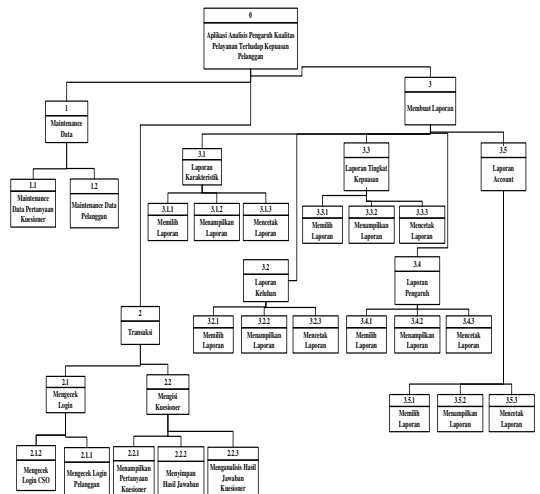 0
Aplikasi Analisis Pengaruh Kualitas
Pelayanan Terhadap Kepuasan
Pelanggan
1
Maintenance
Data
3
Membuat Laporan
1.1
Maintenance
Data Pertanyaan
Kuesioner
1.2
Maintenance Data
Pelanggan
3.1
Laporan
Karakteristik
3.3
Laporan Tingkat
Kepuasan
3.5
Laporan
Account
3.1.1
Memilih
Laporan
3.1.2
Menampilkan
Laporan
3.1.3
Mencetak
Laporan
3.3.1
Memilih
Laporan
3.3.2
Menampilkan
Laporan
3.3.3
Mencetak
Laporan
3.2
Laporan
Keluhan
3.4
Laporan
Pengaruh
3.2.1
Memilih
Laporan
3.2.2
Menampilkan
Laporan
3.2.3
Mencetak
Laporan
3.4.1
Memilih
Laporan
3.4.2
Menampilkan
Laporan
3.4.3
Mencetak
Laporan
2
Transaksi
2.1
Mengecek
Login
2.2
Mengisi
Kuesioner
3.5.1
Memilih
Laporan
3.5.2
Menampilkan
Laporan
3.5.3
Mencetak
Laporan
2.1.2
Mengecek
Login CSO
2.1.1
Mengecek Login
Pelanggan
2.2.1
Menampilkan
Pertanyaan
Kuesioner
2.2.2
Menyimpan
Hasil Jawaban
2.2.3
Menganalisis Hasil
Jawaban
Kuesioner